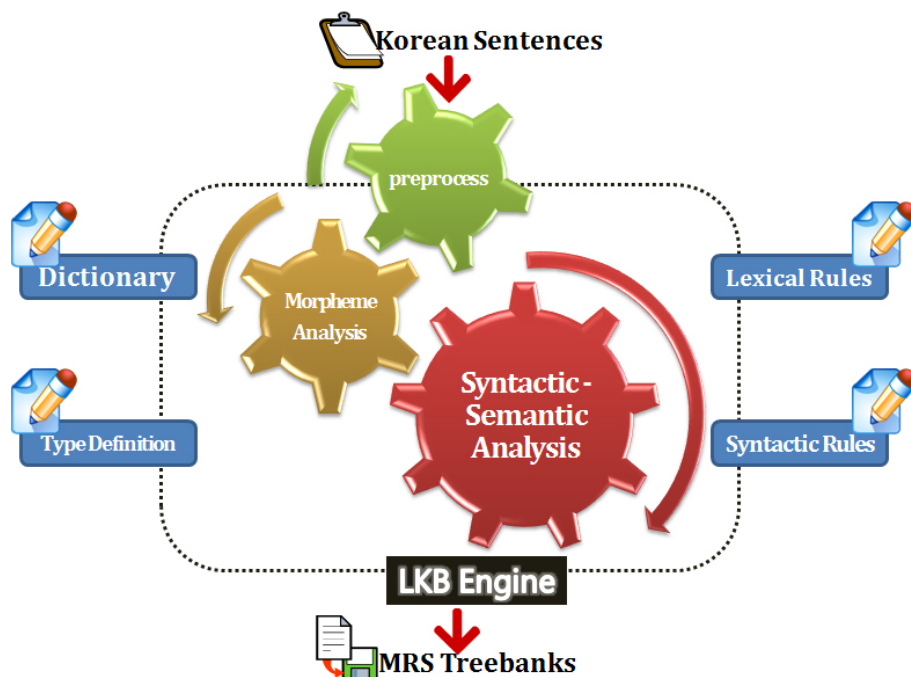 Korean Sentences
preprocess
Dictionary
Lexical Rules
Morpheme
Analysis
Syntactic-
Semantic
Analysis
Type Definition
Syntactic Rules
LKB Engine
MRS Treebanks